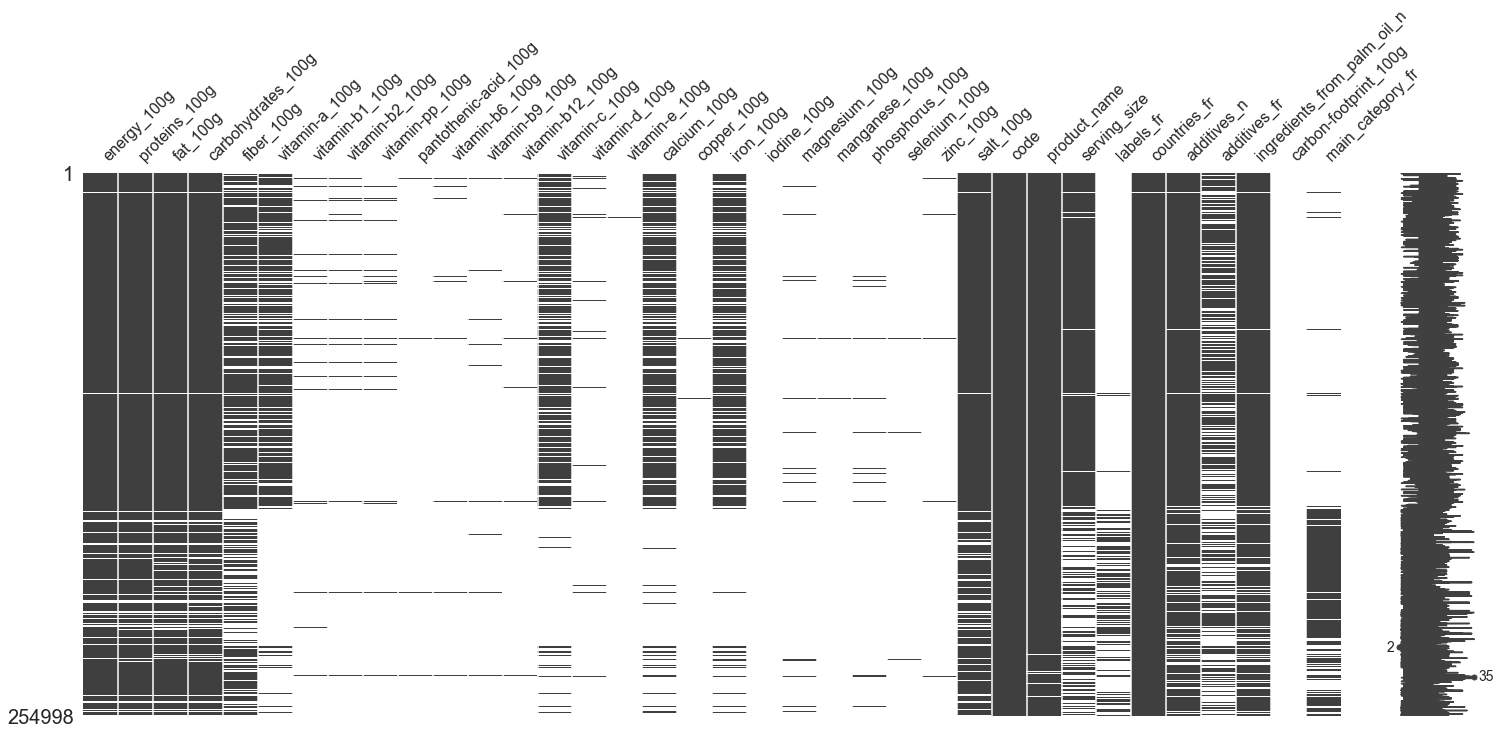 energy_100g
proteins_100g
fat_100g
carbohydrates_100g
fiber_100g
vitamin-a_100g
vitamin-b1_100g
vitamin-b2_100g
vitamin-pp_100g
pantothenic-acid_100g
vitamin-b6_100g
vitamin-b9_100g
vitamin-b12_100g
vitamin-c_100g
vitamin-d_100g
vitamin-e_100g
calcium_100g
copper_100g
iron_100g
iodine_100g
magnesium_100g
manganese_100g
phosphorus_100g
selenium_100g
zinc_100g
salt_100g
code
product_name
serving_size
labels_fr
countries_fr
additives_n
additives_fr
ingredients_from_palm_oil_n
carbon-footprint_100g
main_category_fr
1
2
35
254998